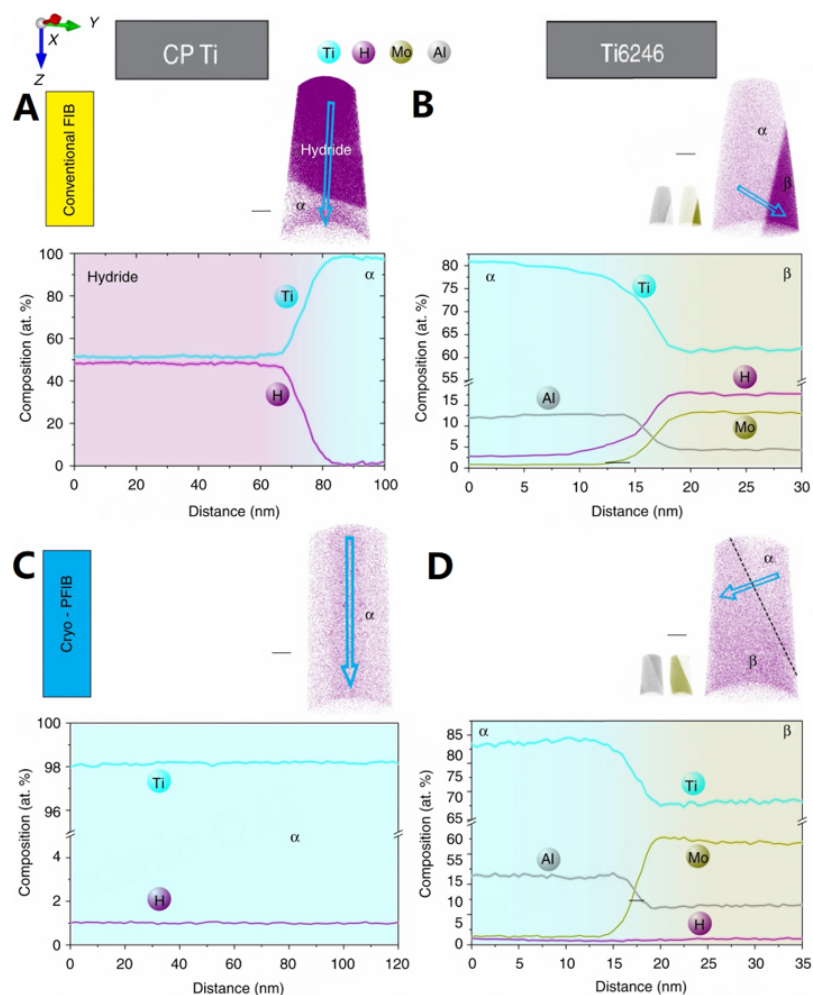 X
Y
Z
CP Ti
Ti
H
Mo
Al
Ti6246
A
Conventional FIB
Hydride
α
B
α
β
Composition (at. %)
100
80
60
40
20
0
Hydride
Ti
H
α
0
20
40
60
80
100
Distance (nm)
Composition (at. %)
80
75
70
65
60
55
15
10
5
0
α
β
Ti
H
Al
Mo
0
5
10
15
20
25
30
Distance (nm)
C
Cryo - PFIB
α
D
α
β
Composition (at. %)
100
98
96
4
2
0
Ti
α
H
0
20
40
60
80
100
120
Distance (nm)
Composition (at. %)
85
80
75
70
65
60
55
15
10
5
0
α
β
Ti
Al
Mo
H
0
5
10
15
20
25
30
35
Distance (nm)